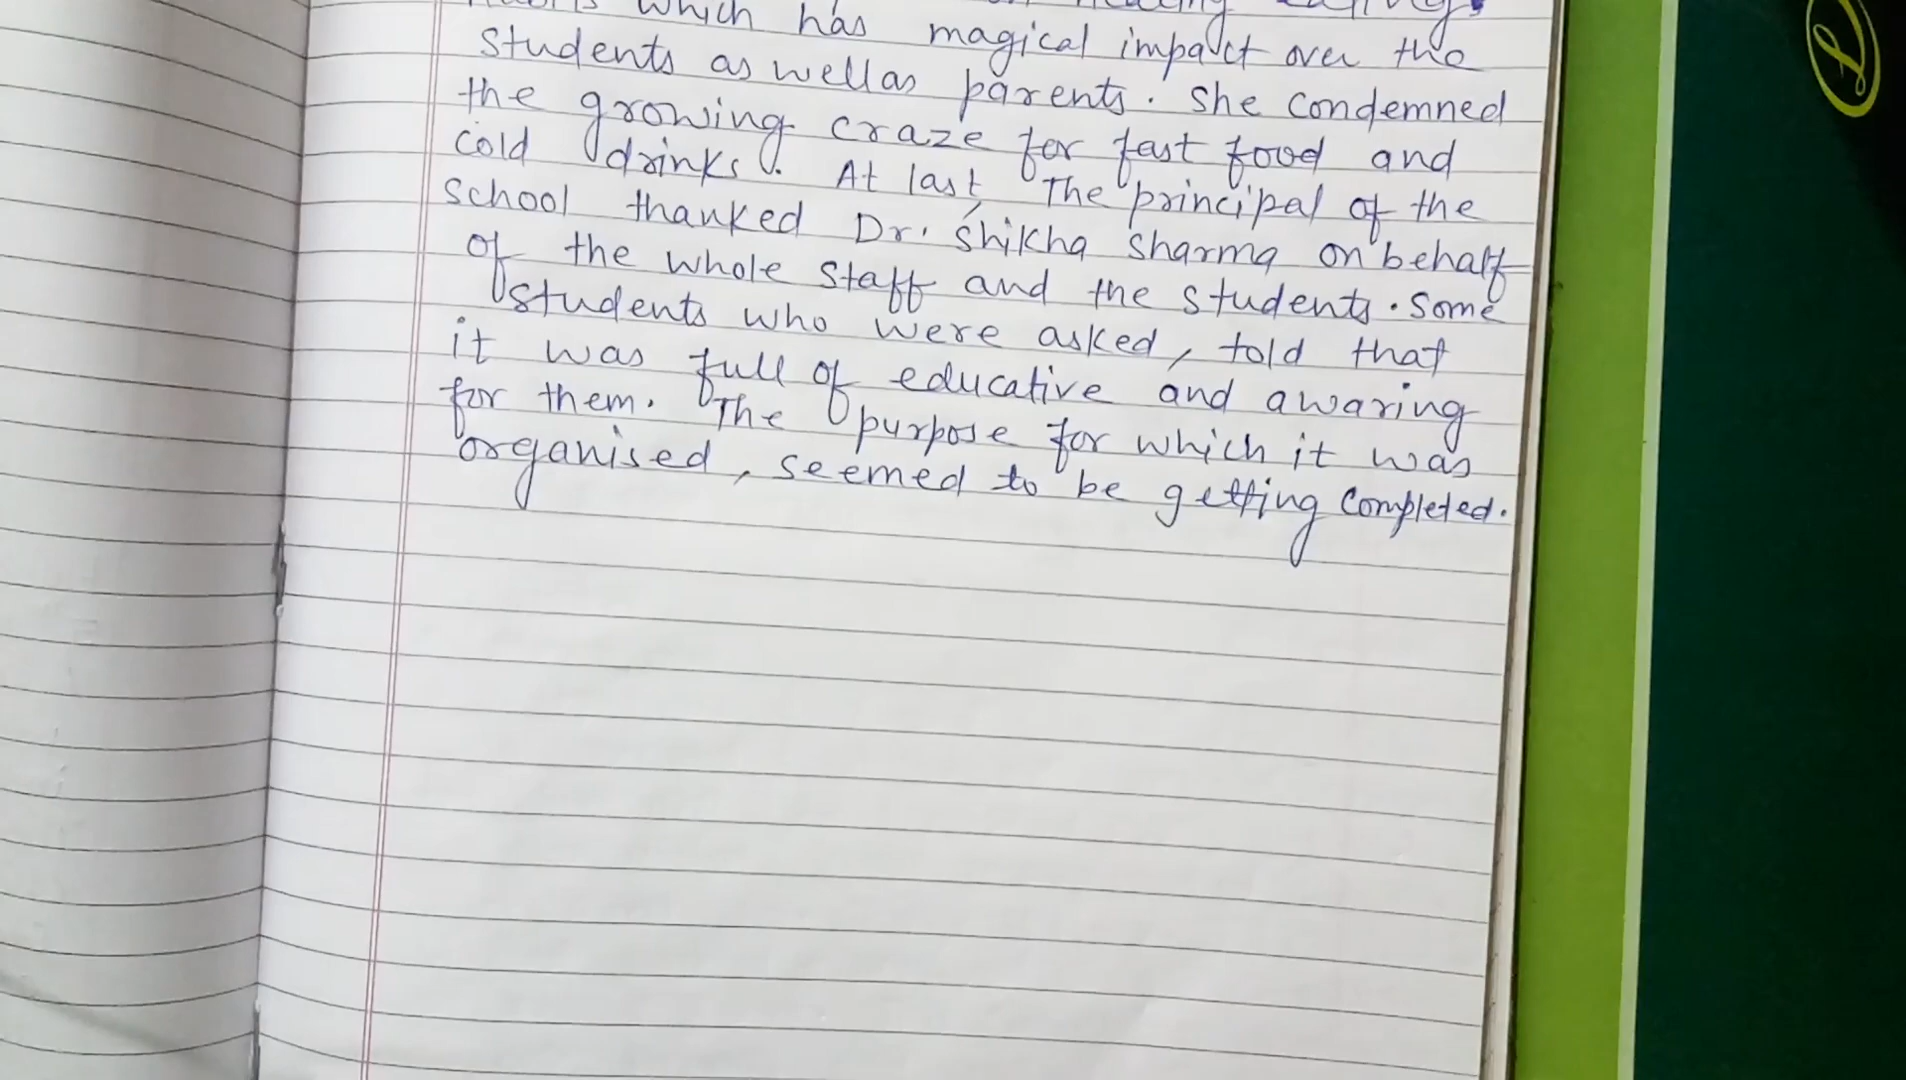 which has magical impact over the
students as well as parents. She condemned
the growing craze for fast food and
cold drinks. At last, The principal of the
school thanked Dr. Shikha Sharma on behalf
of the whole staff and the students. Some
students who were asked, told that
it was full of educative and awaring
for them. The purpose for which it was
organised, seemed to be getting completed.